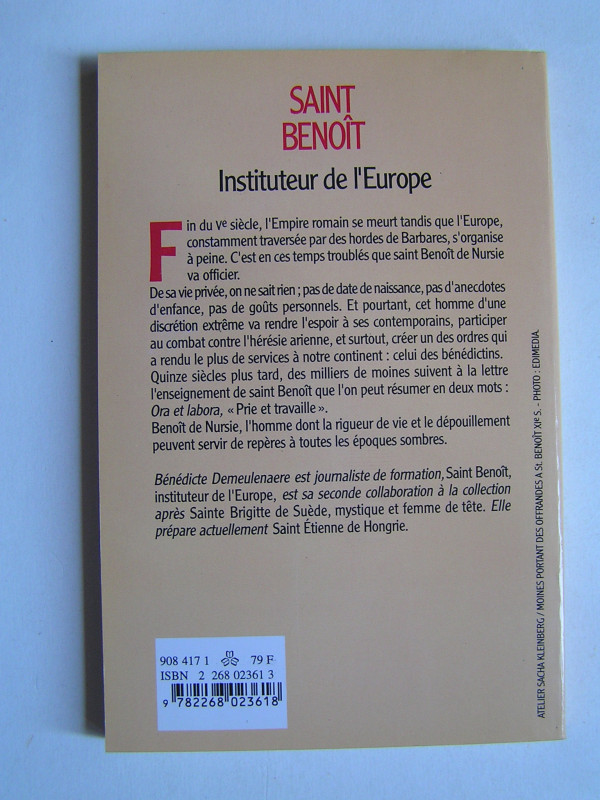 SAINT
BENOÎT
Instituteur de l'Europe
Fin du Ve siècle, l'Empire romain se meurt tandis que l'Europe,
constamment traversée par des hordes de Barbares, s'organise
à peine. C'est en ces temps troublés que saint Benoît de Nursie
va officier.
De sa vie privée, on ne sait rien ; pas de date de naissance, pas d'anecdotes
d'enfance, pas de goûts personnels. Et pourtant, cet homme d'une
discrétion extrême va rendre l'espoir à ses contemporains, participer
au combat contre l'hérésie arienne, et surtout, créer un des ordres qui
a rendu le plus de services à notre continent : celui des bénédictins.
Quinze siècles plus tard, des milliers de moines suivent à la lettre
l'enseignement de saint Benoît que l'on peut résumer en deux mots :
Ora et labora, « Prie et travaille ».
Benoît de Nursie, l'homme dont la rigueur de vie et le dépouillement
peuvent servir de repères à toutes les époques sombres.
Bénédicte Demeulenaere est journaliste de formation, Saint Benoît,
instituteur de l'Europe, est sa seconde collaboration à la collection
après Sainte Brigitte de Suède, mystique et femme de tête. Elle
prépare actuellement Saint Étienne de Hongrie.
ATELIER SACHA KLEINBERG / MOINES PORTANT DES OFFRANDES A St. BENOÎT XIe S. - PHOTO : EDIMEDIA.
908 417 1 79 F
ISBN 2 268 02361 3
9 782268 023618